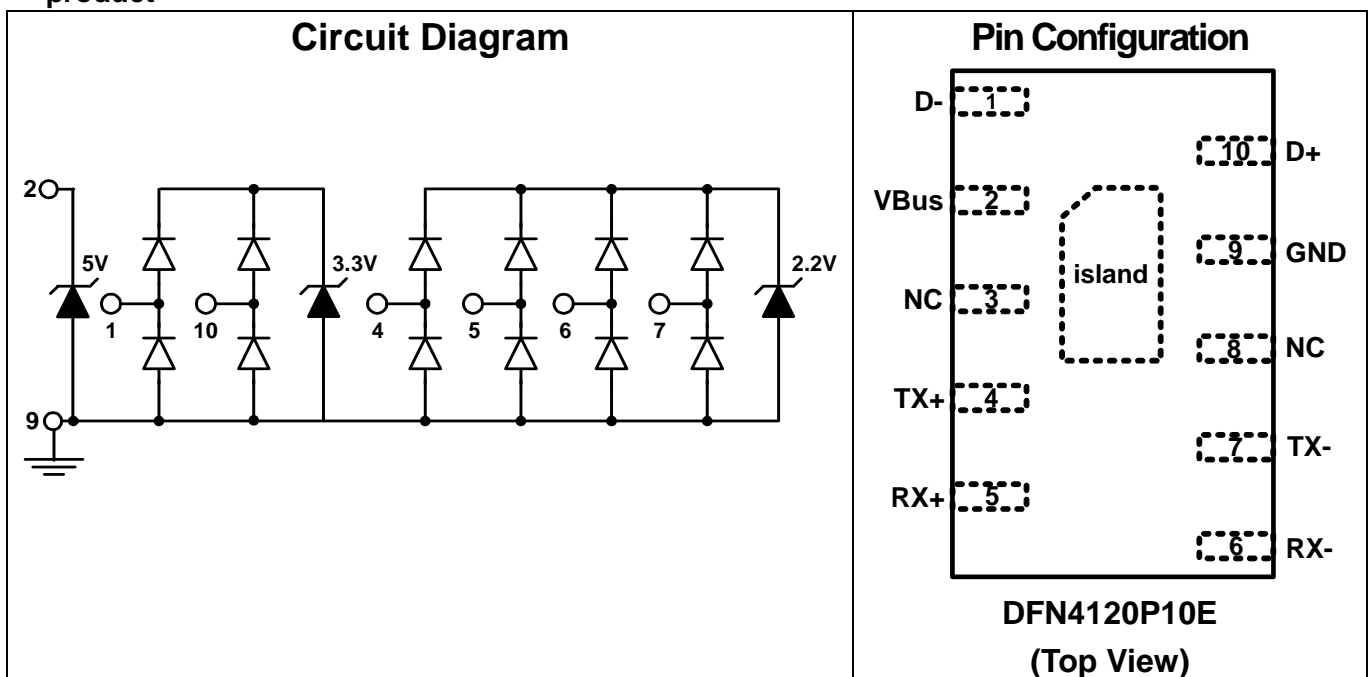 product
Circuit Diagram
2
5V
3.3V
2.2V
1
10
4
5
6
7
9
Pin Configuration
D- 1
10 D+
VBus 2
9 GND
island
NC 3
8 NC
TX+ 4
7 TX-
RX+ 5
6 RX-
DFN4120P10E
(Top View)